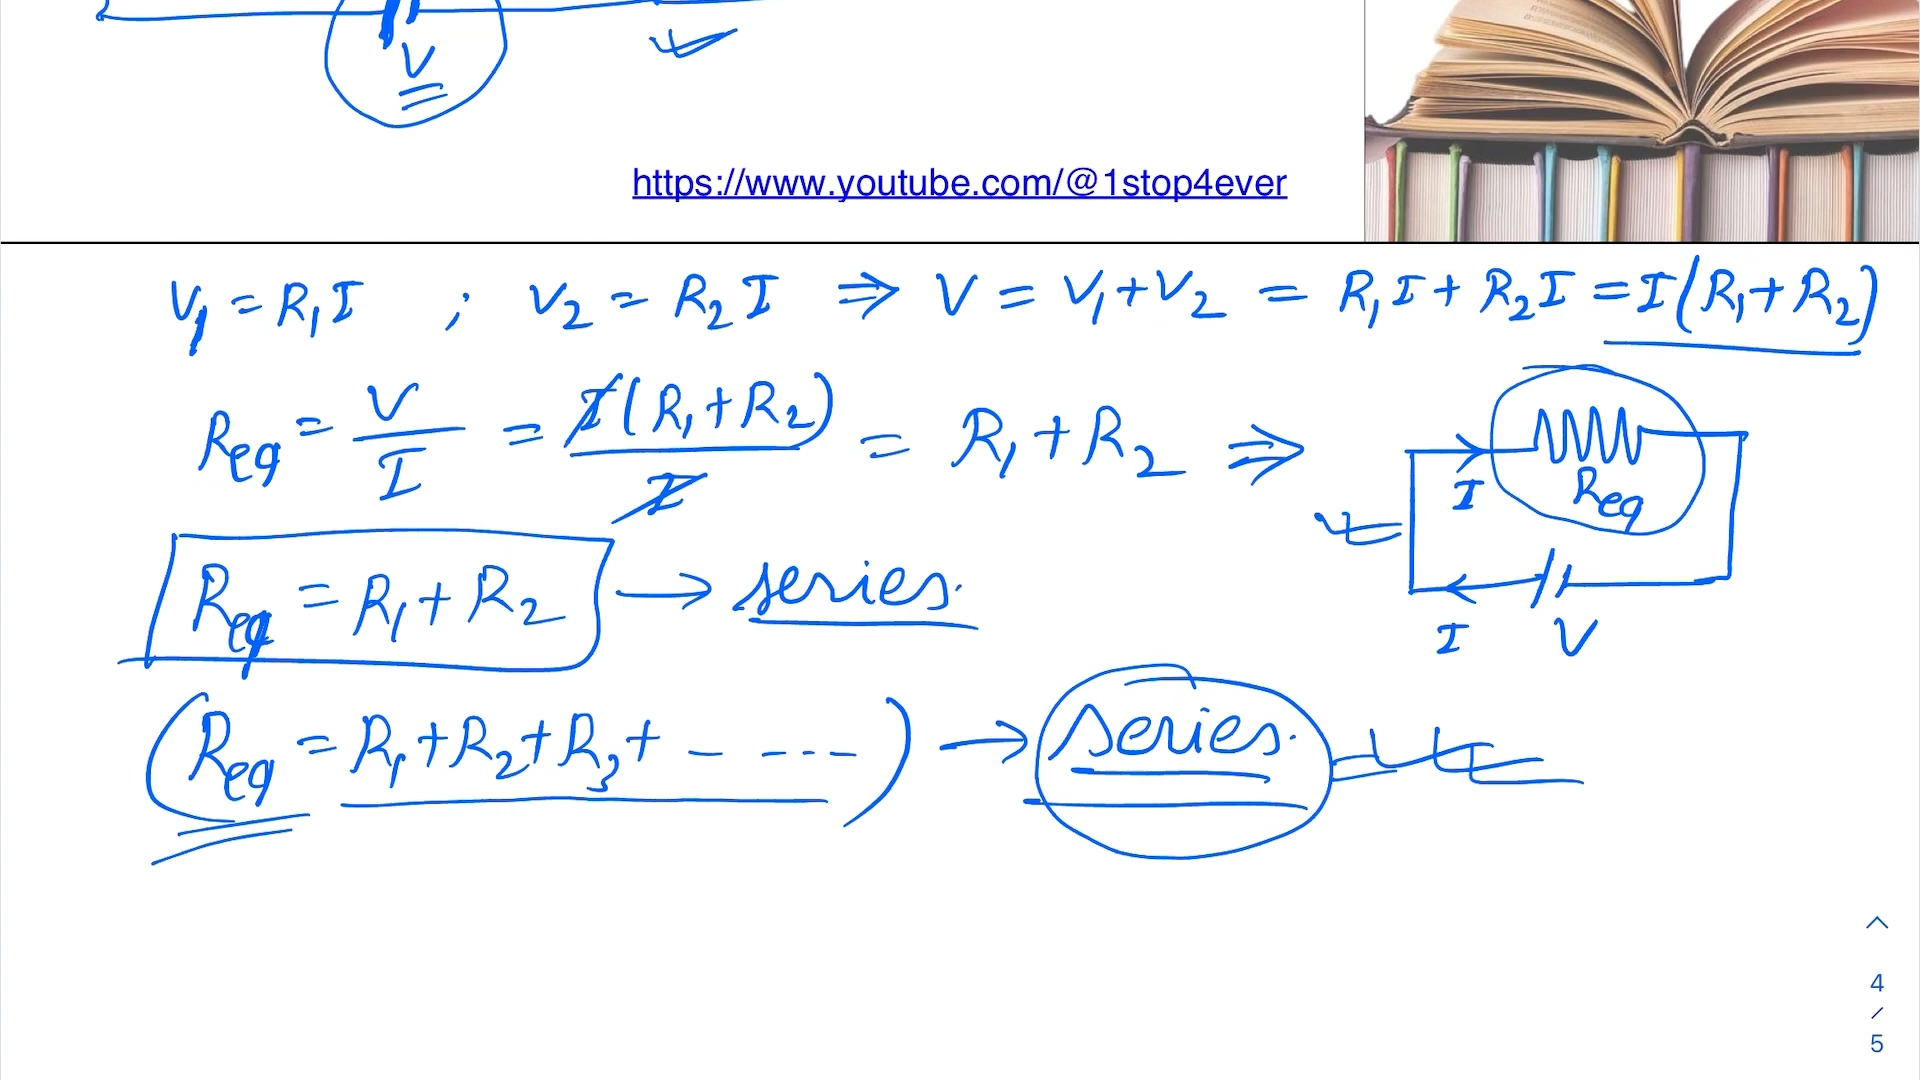 V
https://www.youtube.com/@1stop4ever
V₁ = R₁I ; V₂ = R₂I ⇒ V = V₁+V₂ = R₁I + R₂I = I(R₁+R₂)
Req = V/I = I(R₁+R₂)/I = R₁+R₂ ⇒
I Req
I V
Req = R₁+R₂ → series.
(Req = R₁+R₂+R₃+ - ----) → series.
4
/
5